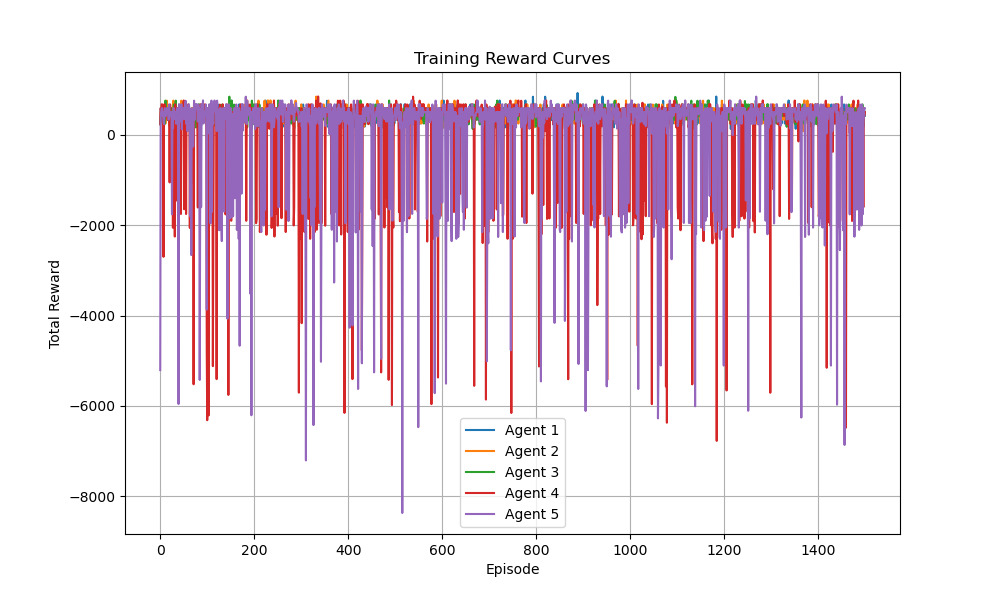 Training Reward Curves
Total Reward
0
−2000
−4000
−6000
−8000
Agent 1
Agent 2
Agent 3
Agent 4
Agent 5
0 200 400 600 800 1000 1200 1400
Episode